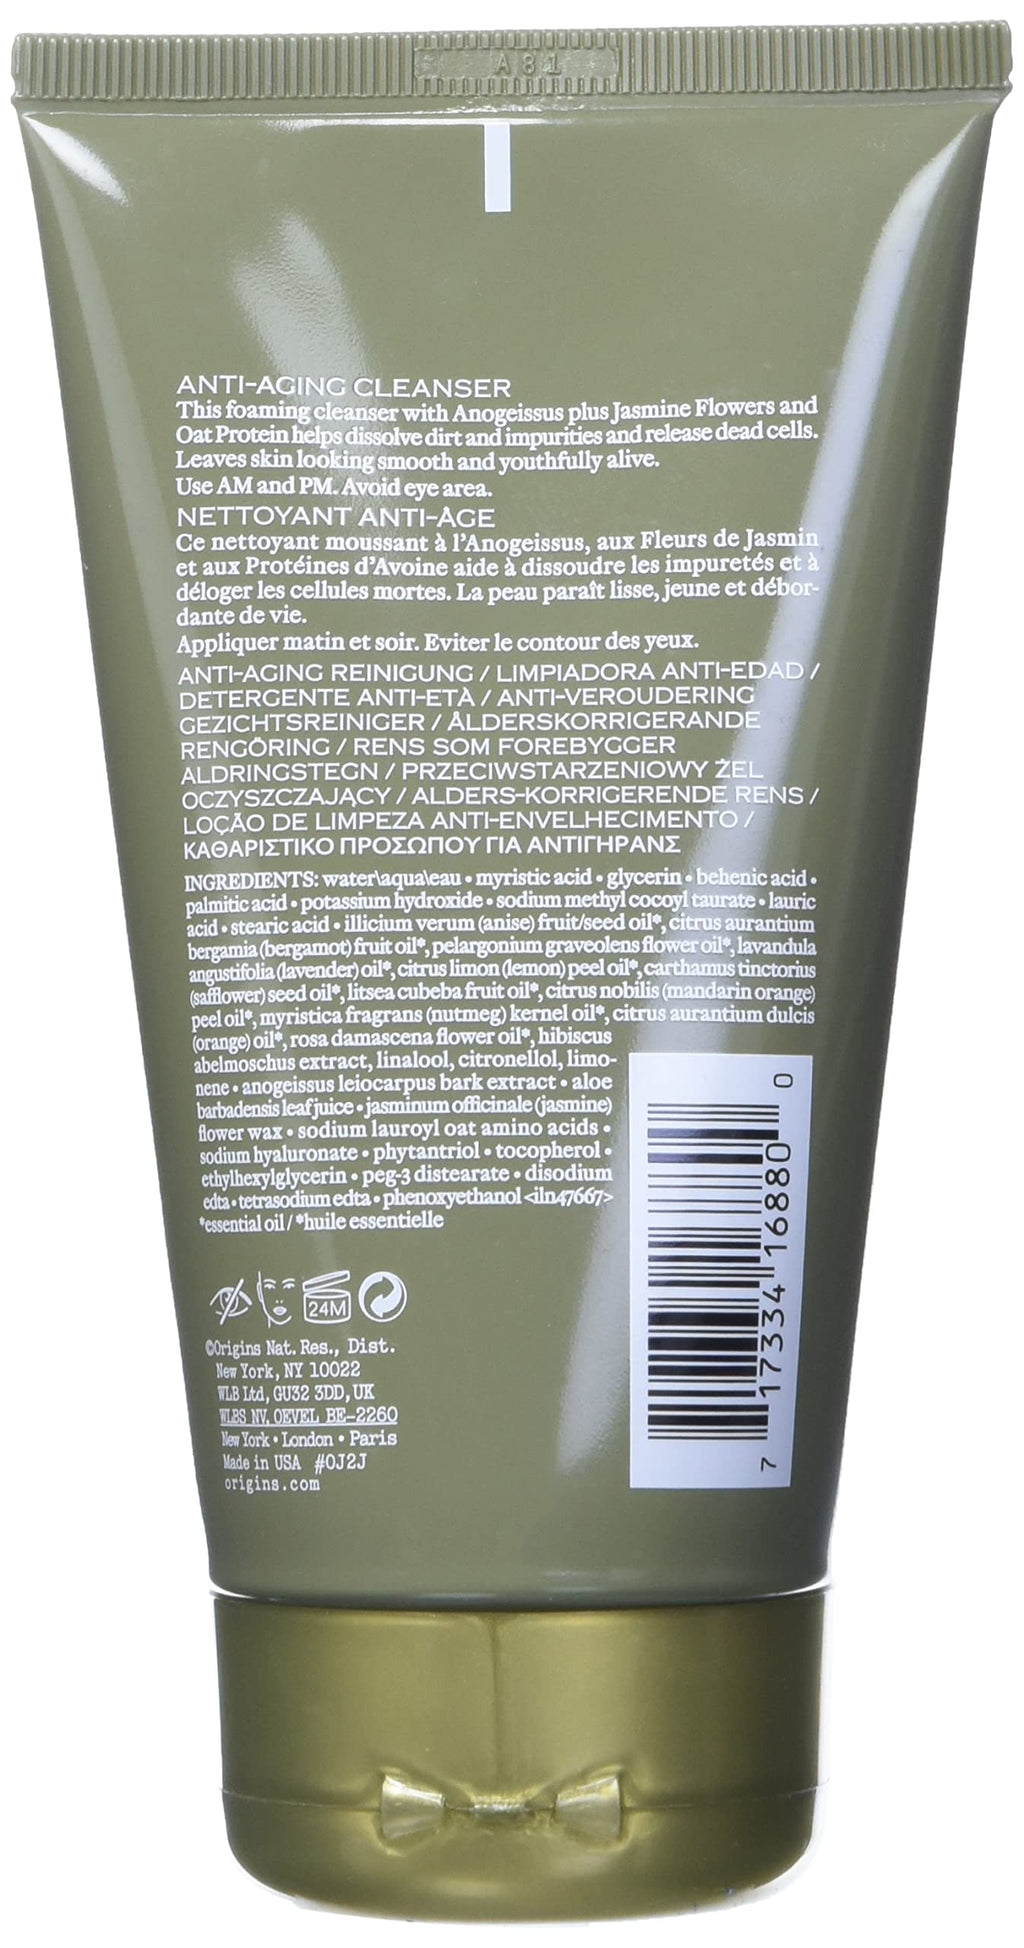 A81
ANTI-AGING CLEANSER
This foaming cleanser with Anogeissus plus Jasmine Flowers and
Oat Protein helps dissolve dirt and impurities and release dead cells.
Leaves skin looking smooth and youthfully alive.
Use AM and PM. Avoid eye area.
NETTOYANT ANTI-ÂGE
Ce nettoyant moussant à l'Anogeissus, aux Fleurs de Jasmin
et aux Protéines d'Avoine aide à dissoudre les impuretés et à
déloger les cellules mortes. La peau paraît lisse, jeune et débor-
dante de vie.
Appliquer matin et soir. Eviter le contour des yeux.
ANTI-AGING REINIGUNG / LIMPIADORA ANTI-EDAD /
DETERGENTE ANTI-ETÀ / ANTI-VEROUDERING
GEZICHTSREINIGER / ÅLDERSKORRIGERANDE
RENGÖRING / RENS SOM FOREBYGGER
ALDRINGSTEGN / PRZECIWSTARZENIOWY ŻEL
OCZYSZCZAJĄCY / ALDERS-KORRIGERENDE RENS /
LOÇÃO DE LIMPEZA ANTI-ENVELHECIMENTO /
ΚΑΘΑΡΙΣΤΙΚΟ ΠΡΟΣΩΠΟΥ ΓΙΑ ΑΝΤΙΓΗΡΑΝΣ
INGREDIENTS: water\aqua\eau • myristic acid • glycerin • behenic acid •
palmitic acid • potassium hydroxide • sodium methyl cocoyl taurate • lauric
acid • stearic acid • illicium verum (anise) fruit/seed oil*, citrus aurantium
bergamia (bergamot) fruit oil*, pelargonium graveolens flower oil*, lavandula
angustifolia (lavender) oil*, citrus limon (lemon) peel oil*, carthamus tinctorius
(safflower) seed oil*, litsea cubeba fruit oil*, citrus nobilis (mandarin orange)
peel oil*, myristica fragrans (nutmeg) kernel oil*, citrus aurantium dulcis
(orange) oil*, rosa damascena flower oil*, hibiscus
abelmoschus extract, linalool, citronellol, limo-
nene • anogeissus leiocarpus bark extract • aloe
barbadensis leaf juice • jasminum officinale (jasmine)
flower wax • sodium lauroyl oat amino acids •
sodium hyaluronate • phytantriol • tocopherol •
ethylhexylglycerin • peg-3 distearate • disodium
edta • tetrasodium edta • phenoxyethanol <iln47667>
*essential oil / *huile essentielle
24M
©Origins Nat. Res., Dist.
New York, NY 10022
WLB Ltd, GU32 3DD, UK
WLBS NV, OEVEL BE-2260
New York • London • Paris
Made in USA #0J2J
origins.com
7 17334 16880 0